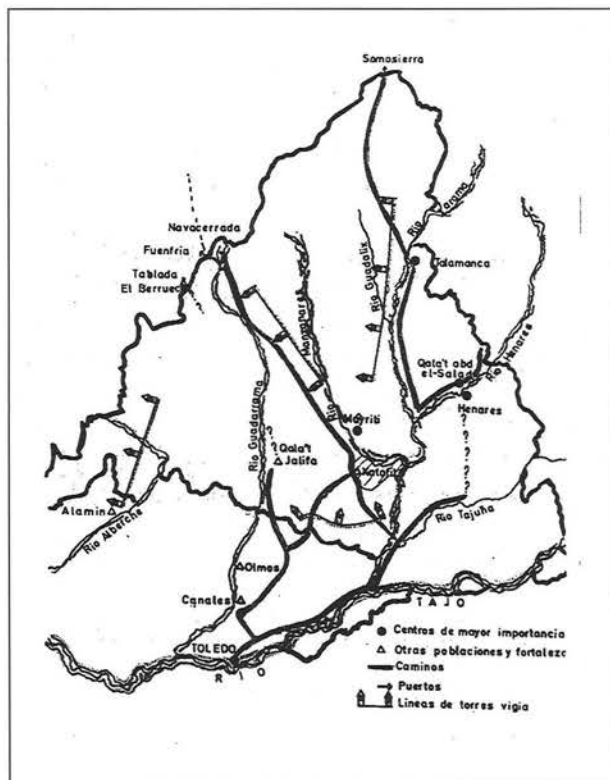 Somosierra
Navacerrada
Fuenfria
Tablada
El Berrueco
Rio Jarama
Talamanca
Rio Guadalix
Rio Manzanares
Qala't abd
el-Salad
Rio Henares
Henares
Mayrit
Rio Guadarrama
? ? ?
Qala't
Jalifa
? ? ? ? ? ?
Alamin
Rio Alberche
Rio Tajuña
Olmos
Canales
TOLEDO
RIO
TAJO
Centros de mayor importancia
Otras poblaciones y fortalezc
Caminos
Puertos
Lineas de torres vigia